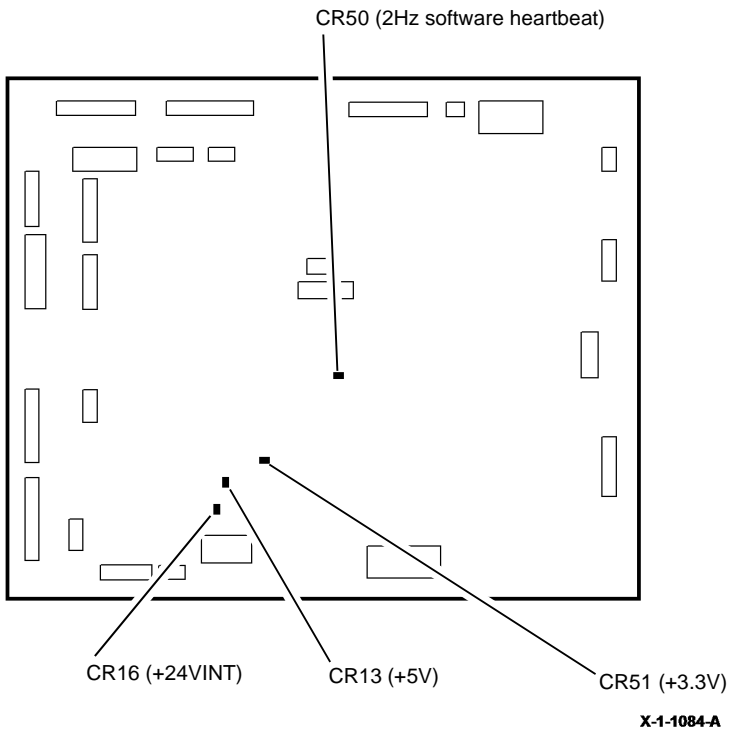 CR50 (2Hz software heartbeat)
CR16 (+24VINT)
CR13 (+5V)
CR51 (+3.3V)
X-1-1084-A